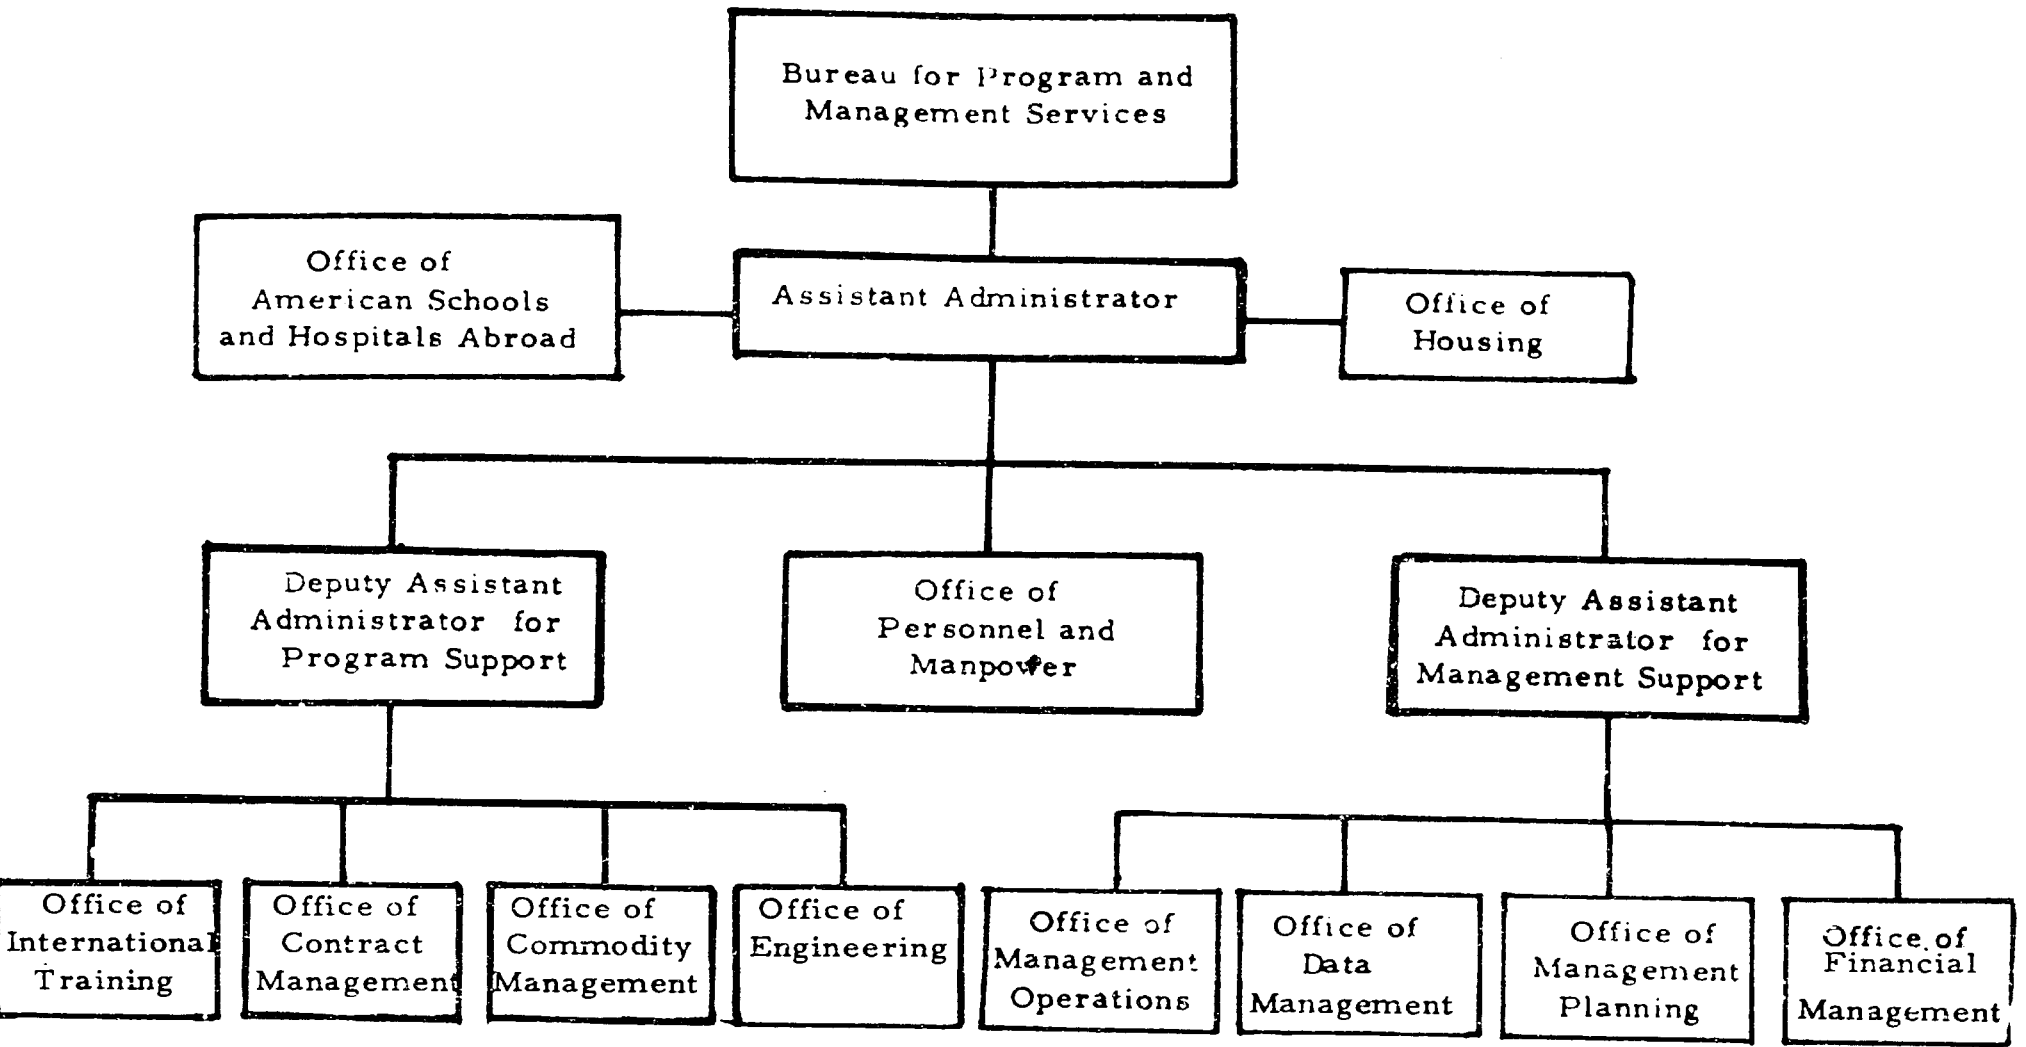 Bureau for Program and
Management Services
Office of
American Schools
and Hospitals Abroad
Assistant Administrator
Office of
Housing
Deputy Assistant
Administrator for
Program Support
Office of
Personnel and
Manpower
Deputy Assistant
Administrator for
Management Support
Office of
International
Training
Office of
Contract
Management
Office of
Commodity
Management
Office of
Engineering
Office of
Management
Operations
Office of
Data
Management
Office of
Management
Planning
Office of
Financial
Management